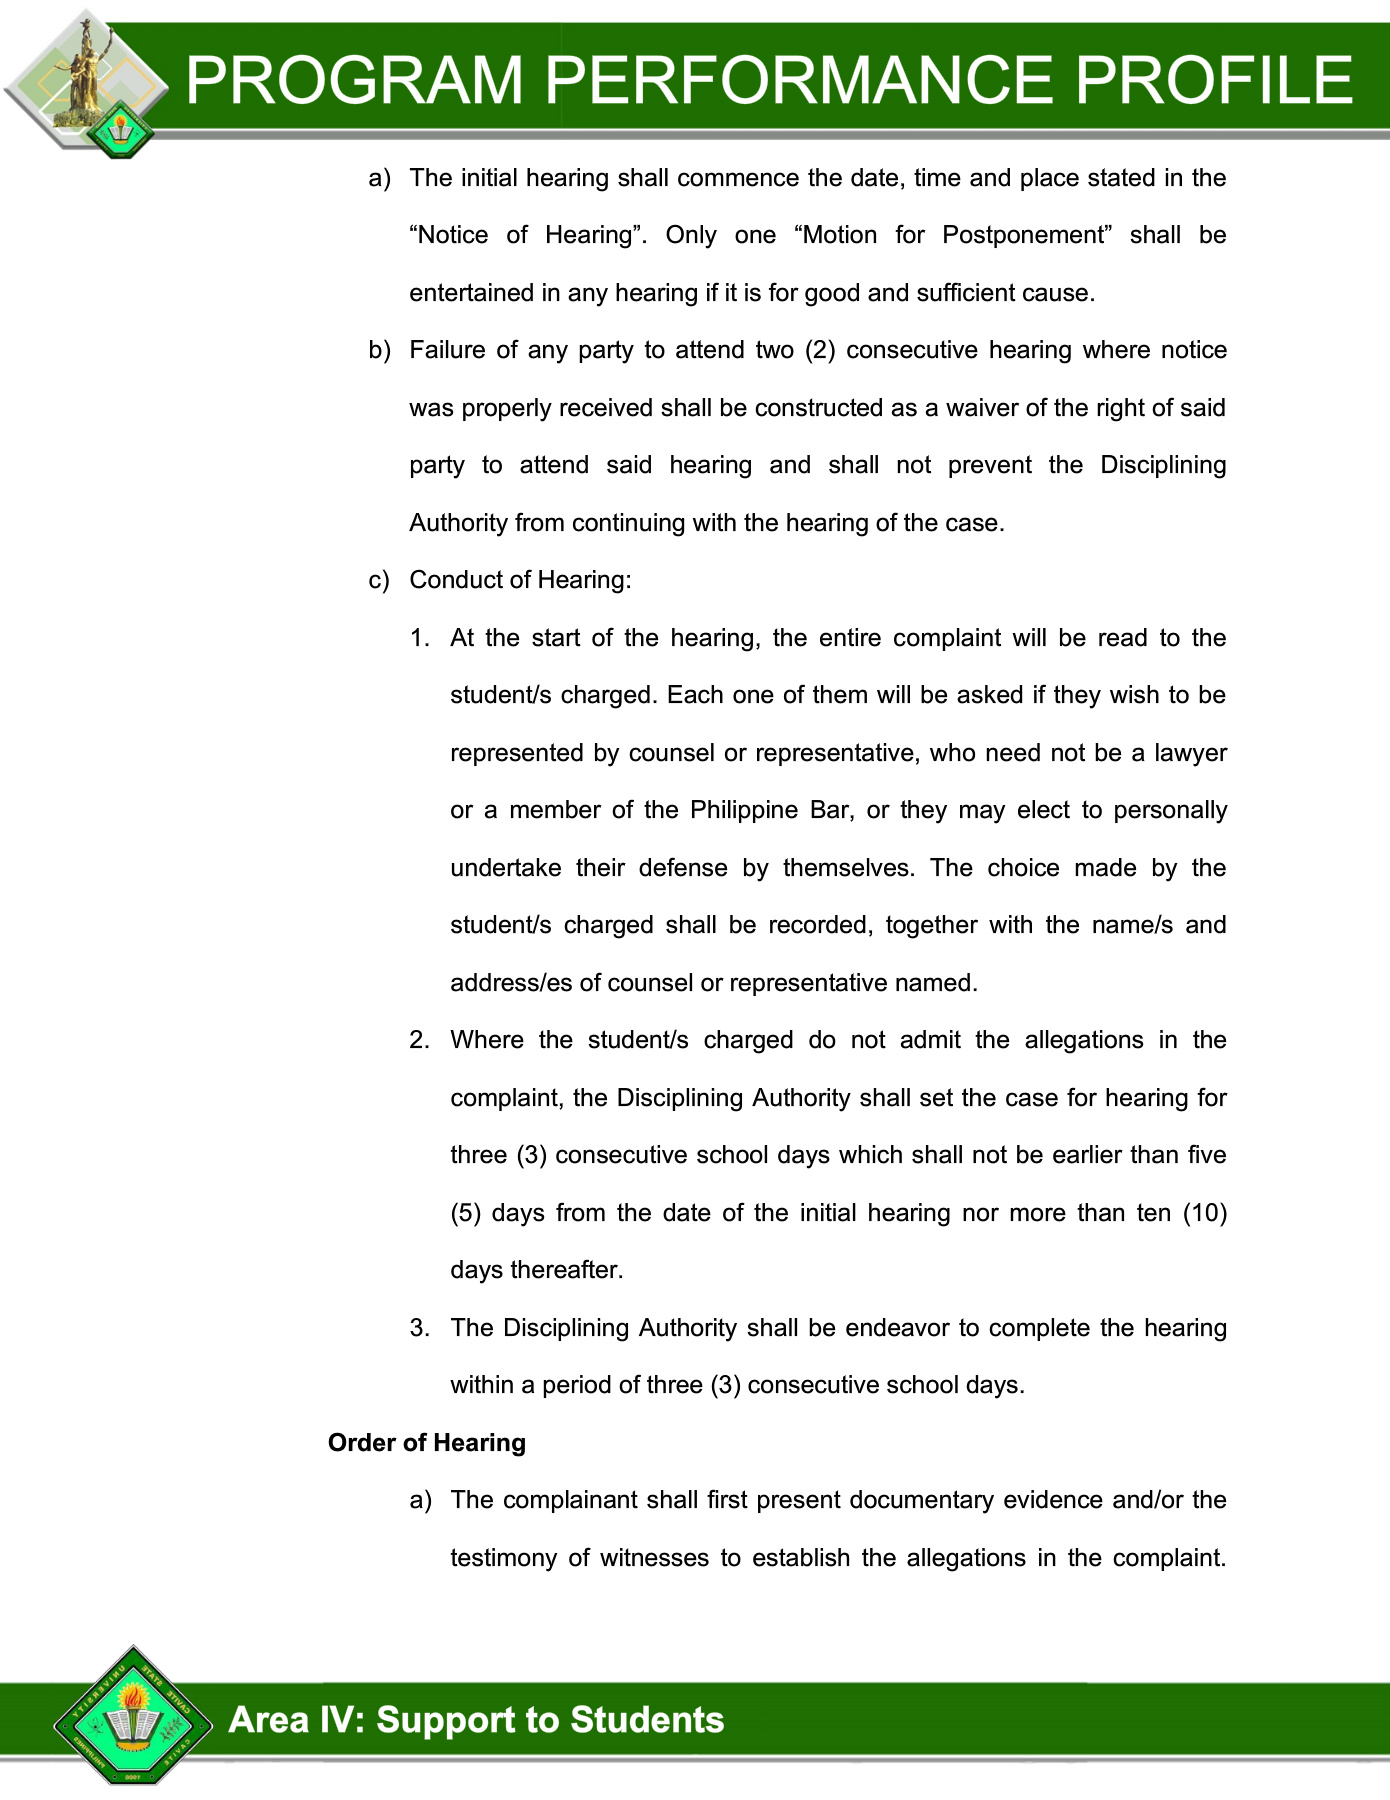 PROGRAM PERFORMANCE PROFILE
a) The initial hearing shall commence the date, time and place stated in the
“Notice of Hearing”. Only one “Motion for Postponement” shall be
entertained in any hearing if it is for good and sufficient cause.
b) Failure of any party to attend two (2) consecutive hearing where notice
was properly received shall be constructed as a waiver of the right of said
party to attend said hearing and shall not prevent the Disciplining
Authority from continuing with the hearing of the case.
c) Conduct of Hearing:
1. At the start of the hearing, the entire complaint will be read to the
student/s charged. Each one of them will be asked if they wish to be
represented by counsel or representative, who need not be a lawyer
or a member of the Philippine Bar, or they may elect to personally
undertake their defense by themselves. The choice made by the
student/s charged shall be recorded, together with the name/s and
address/es of counsel or representative named.
2. Where the student/s charged do not admit the allegations in the
complaint, the Disciplining Authority shall set the case for hearing for
three (3) consecutive school days which shall not be earlier than five
(5) days from the date of the initial hearing nor more than ten (10)
days thereafter.
3. The Disciplining Authority shall be endeavor to complete the hearing
within a period of three (3) consecutive school days.
Order of Hearing
a) The complainant shall first present documentary evidence and/or the
testimony of witnesses to establish the allegations in the complaint.
CAVITE STATE UNIVERSITY
CAVITE
PHILIPPINES
Area IV: Support to Students